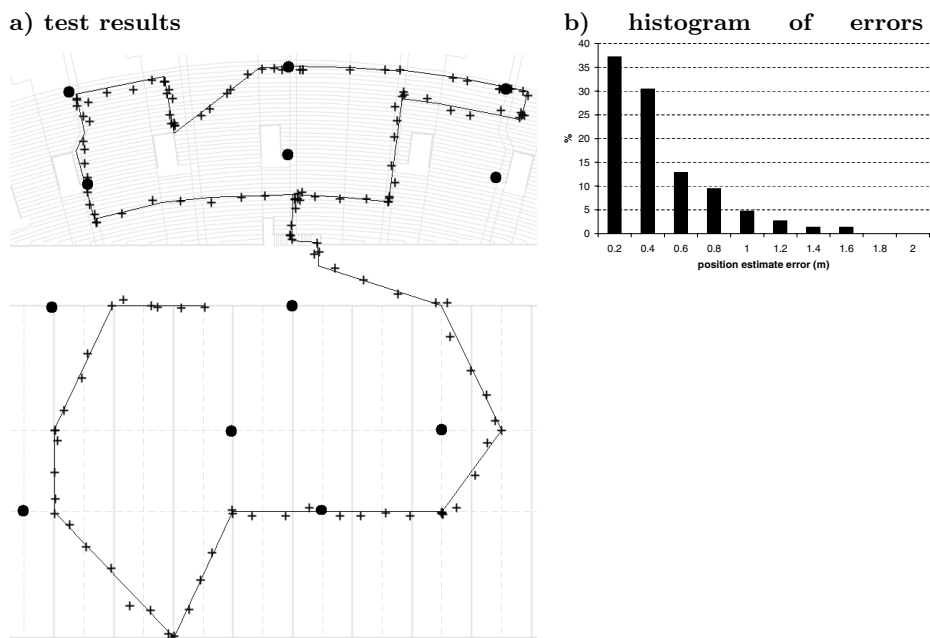 a) test results
b) histogram of errors
40
35
30
25
20
15
10
5
0
%
0.2 0.4 0.6 0.8 1 1.2 1.4 1.6 1.8 2
position estimate error (m)